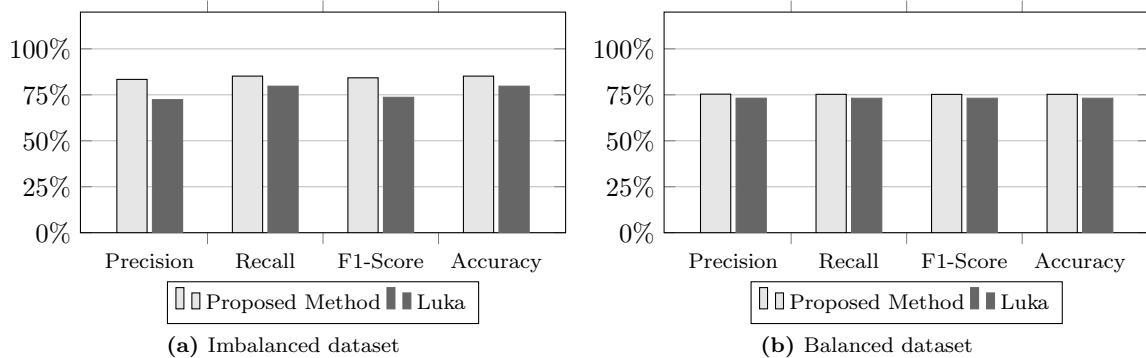 100%
75%
50%
25%
0%
Precision Recall F1-Score Accuracy
Proposed Method Luka
(a) Imbalanced dataset
100%
75%
50%
25%
0%
Precision Recall F1-Score Accuracy
Proposed Method Luka
(b) Balanced dataset